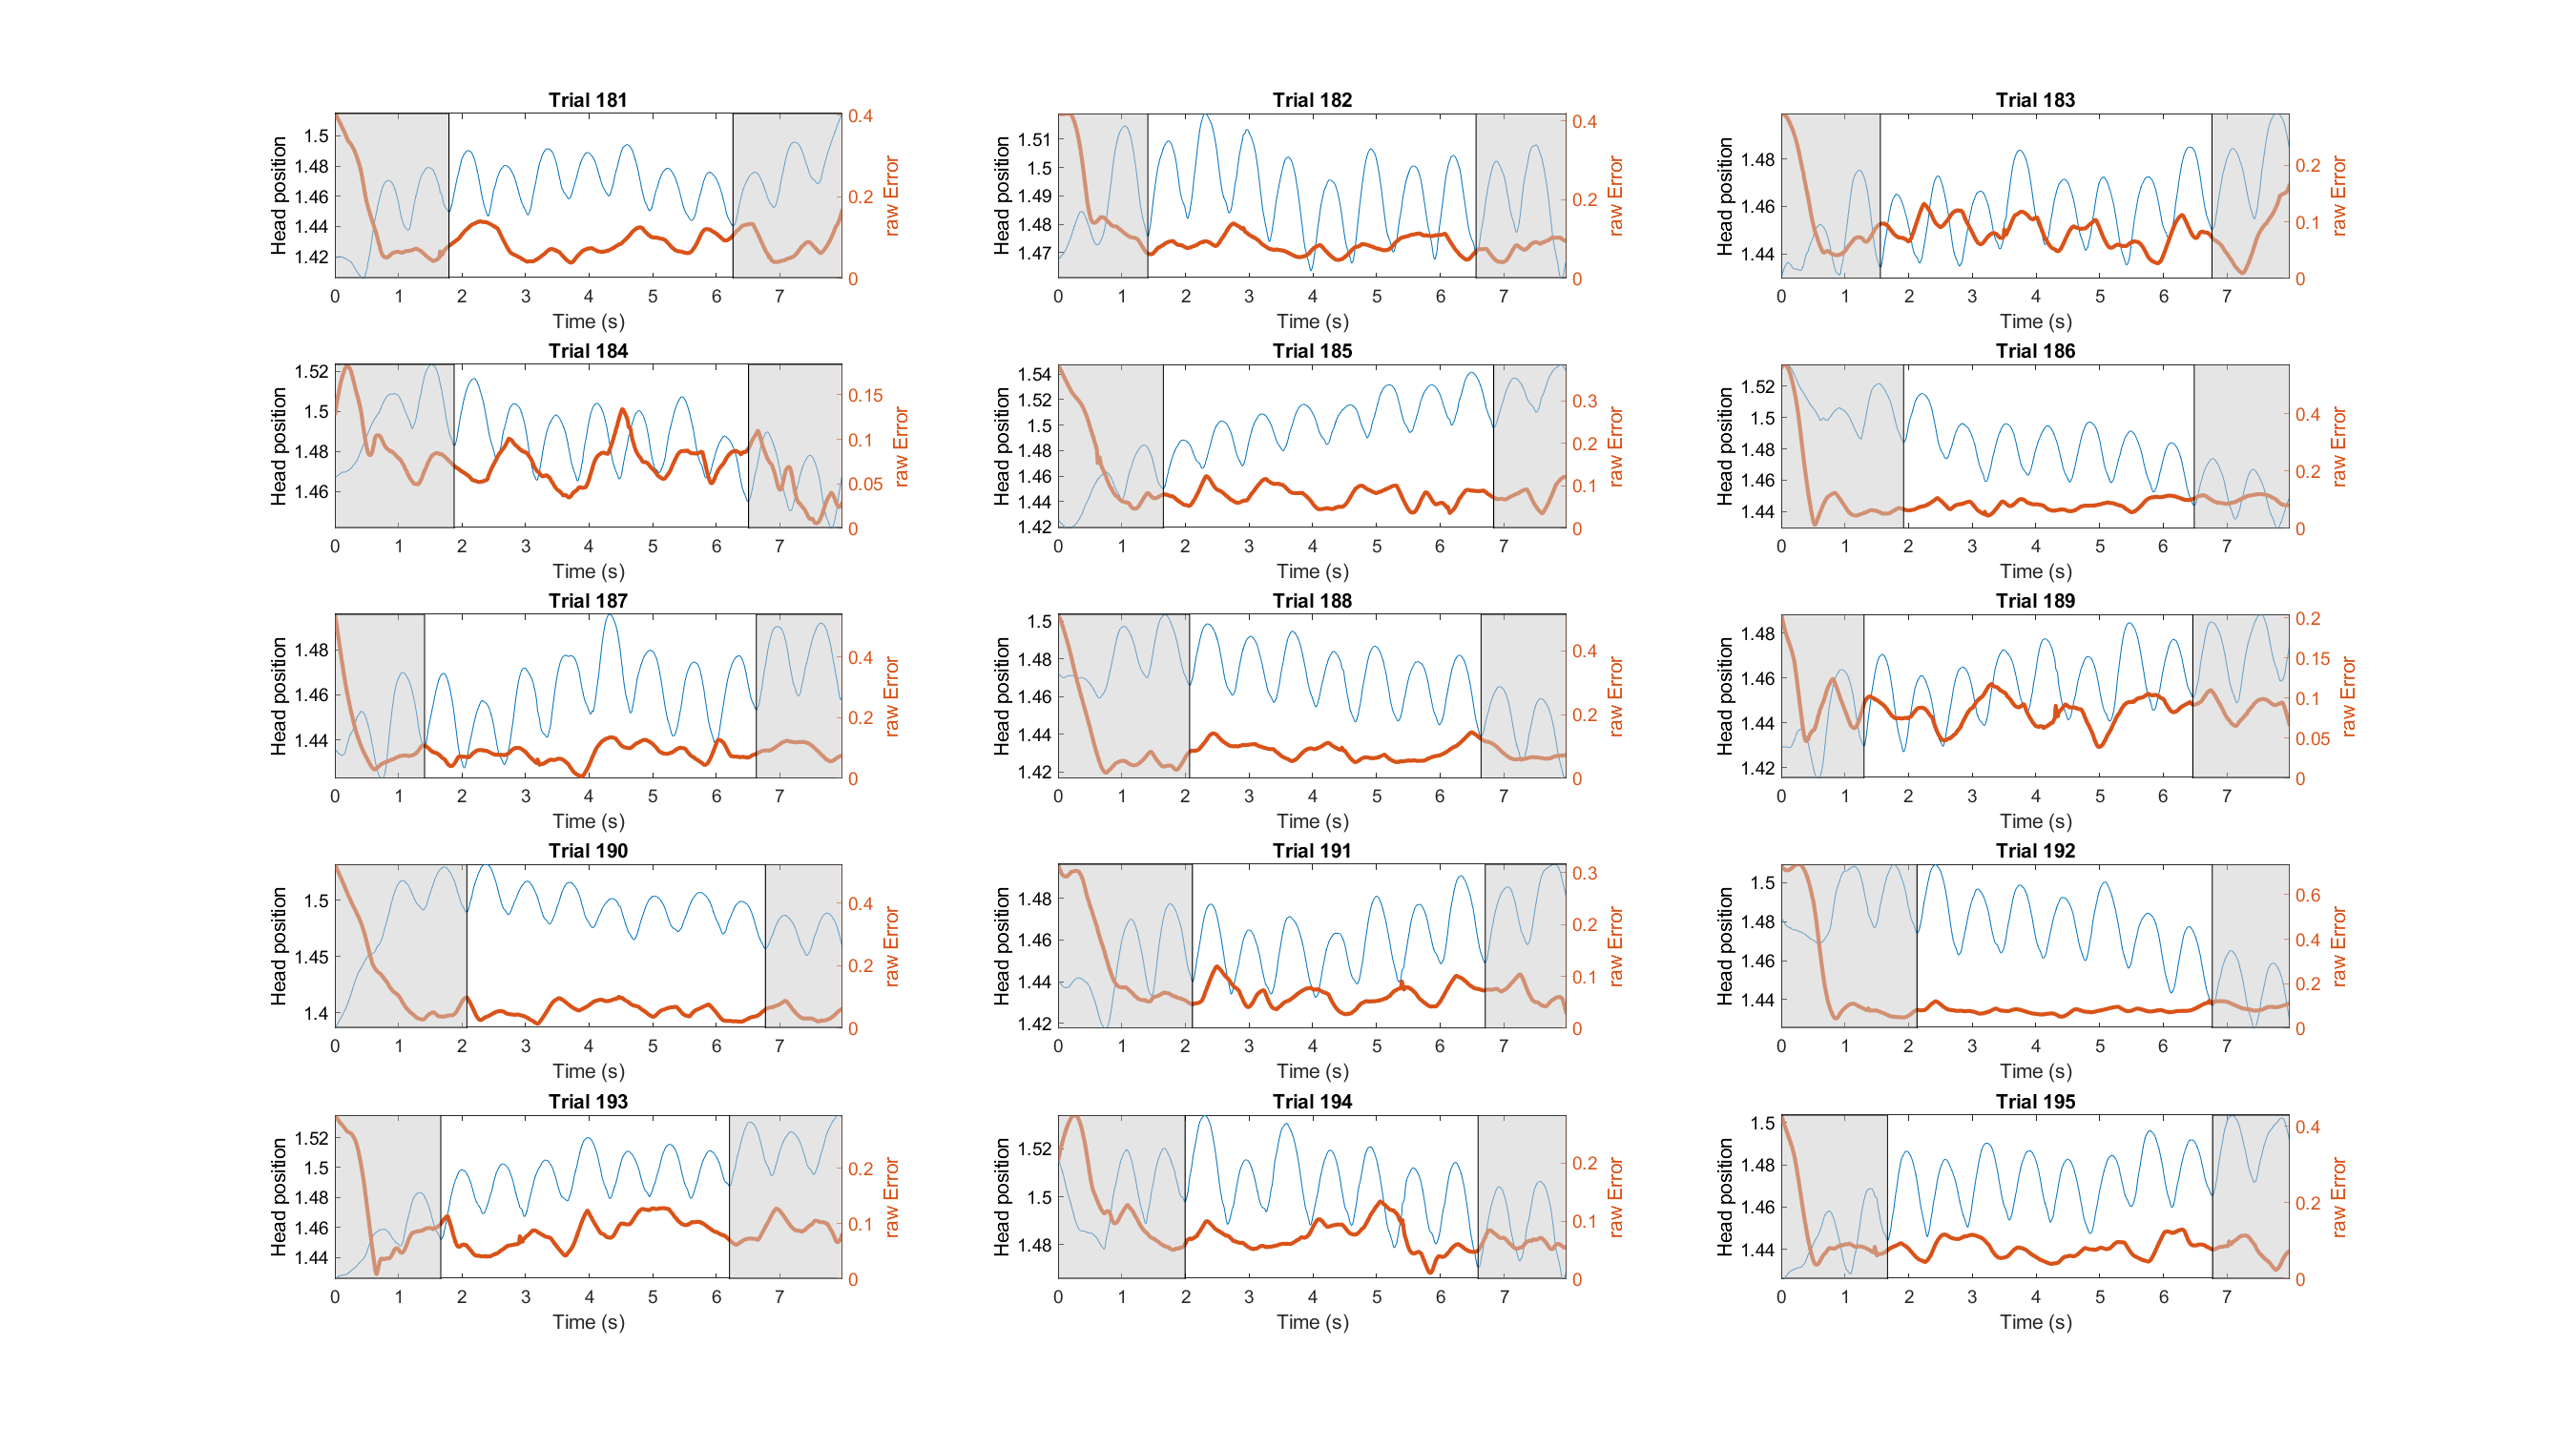 Trial 181
Head position
1.5
1.48
1.46
1.44
1.42
0.4
0.2
0
raw Error
0 1 2 3 4 5 6 7
Time (s)
Trial 182
Head position
1.51
1.5
1.49
1.48
1.47
0.4
0.2
0
raw Error
0 1 2 3 4 5 6 7
Time (s)
Trial 183
Head position
1.48
1.46
1.44
0.2
0.1
0
raw Error
0 1 2 3 4 5 6 7
Time (s)
Trial 184
Head position
1.52
1.5
1.48
1.46
0.15
0.1
0.05
0
raw Error
0 1 2 3 4 5 6 7
Time (s)
Trial 185
Head position
1.54
1.52
1.5
1.48
1.46
1.44
1.42
0.3
0.2
0.1
0
raw Error
0 1 2 3 4 5 6 7
Time (s)
Trial 186
Head position
1.52
1.5
1.48
1.46
1.44
0.4
0.2
0
raw Error
0 1 2 3 4 5 6 7
Time (s)
Trial 187
Head position
1.48
1.46
1.44
0.4
0.2
0
raw Error
0 1 2 3 4 5 6 7
Time (s)
Trial 188
Head position
1.5
1.48
1.46
1.44
1.42
0.4
0.2
0
raw Error
0 1 2 3 4 5 6 7
Time (s)
Trial 189
Head position
1.48
1.46
1.44
1.42
0.2
0.15
0.1
0.05
0
raw Error
0 1 2 3 4 5 6 7
Time (s)
Trial 190
Head position
1.5
1.45
1.4
0.4
0.2
0
raw Error
0 1 2 3 4 5 6 7
Time (s)
Trial 191
Head position
1.48
1.46
1.44
1.42
0.3
0.2
0.1
0
raw Error
0 1 2 3 4 5 6 7
Time (s)
Trial 192
Head position
1.5
1.48
1.46
1.44
0.6
0.4
0.2
0
raw Error
0 1 2 3 4 5 6 7
Time (s)
Trial 193
Head position
1.52
1.5
1.48
1.46
1.44
0.2
0.1
0
raw Error
0 1 2 3 4 5 6 7
Time (s)
Trial 194
Head position
1.52
1.5
1.48
0.2
0.1
0
raw Error
0 1 2 3 4 5 6 7
Time (s)
Trial 195
Head position
1.5
1.48
1.46
1.44
0.4
0.2
0
raw Error
0 1 2 3 4 5 6 7
Time (s)